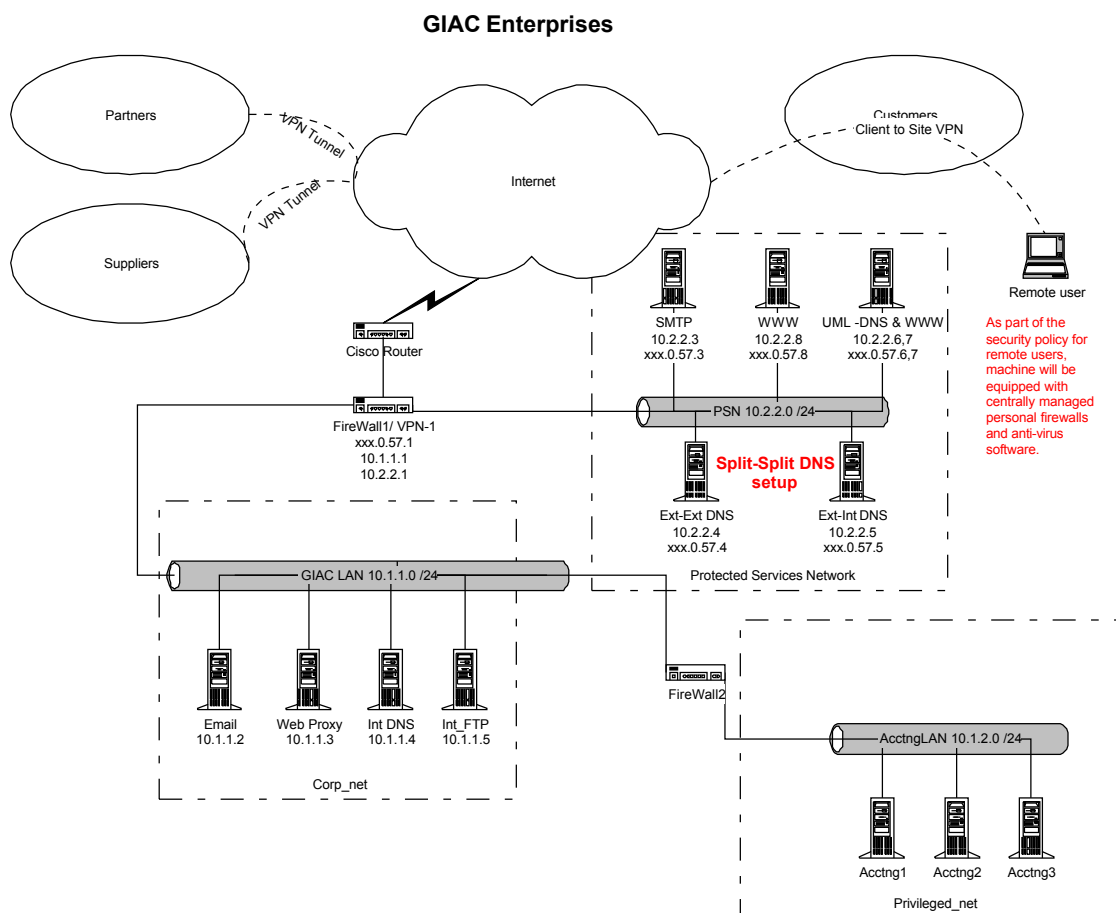 GIAC Enterprises
Partners
VPN Tunnel
Suppliers
VPN Tunnel
Internet
Customers
Client to Site VPN
Remote user
As part of the
security policy for
remote users,
machine will be
equipped with
centrally managed
personal firewalls
and anti-virus
software.
Cisco Router
FireWall1/ VPN-1
xxx.0.57.1
10.1.1.1
10.2.2.1
SMTP
10.2.2.3
xxx.0.57.3
WWW
10.2.2.8
xxx.0.57.8
UML -DNS & WWW
10.2.2.6,7
xxx.0.57.6,7
PSN 10.2.2.0 /24
Split-Split DNS
setup
Ext-Ext DNS
10.2.2.4
xxx.0.57.4
Ext-Int DNS
10.2.2.5
xxx.0.57.5
Protected Services Network
GIAC LAN 10.1.1.0 /24
Email
10.1.1.2
Web Proxy
10.1.1.3
Int DNS
10.1.1.4
Int_FTP
10.1.1.5
Corp_net
FireWall2
AcctngLAN 10.1.2.0 /24
Acctng1
Acctng2
Acctng3
Privileged_net